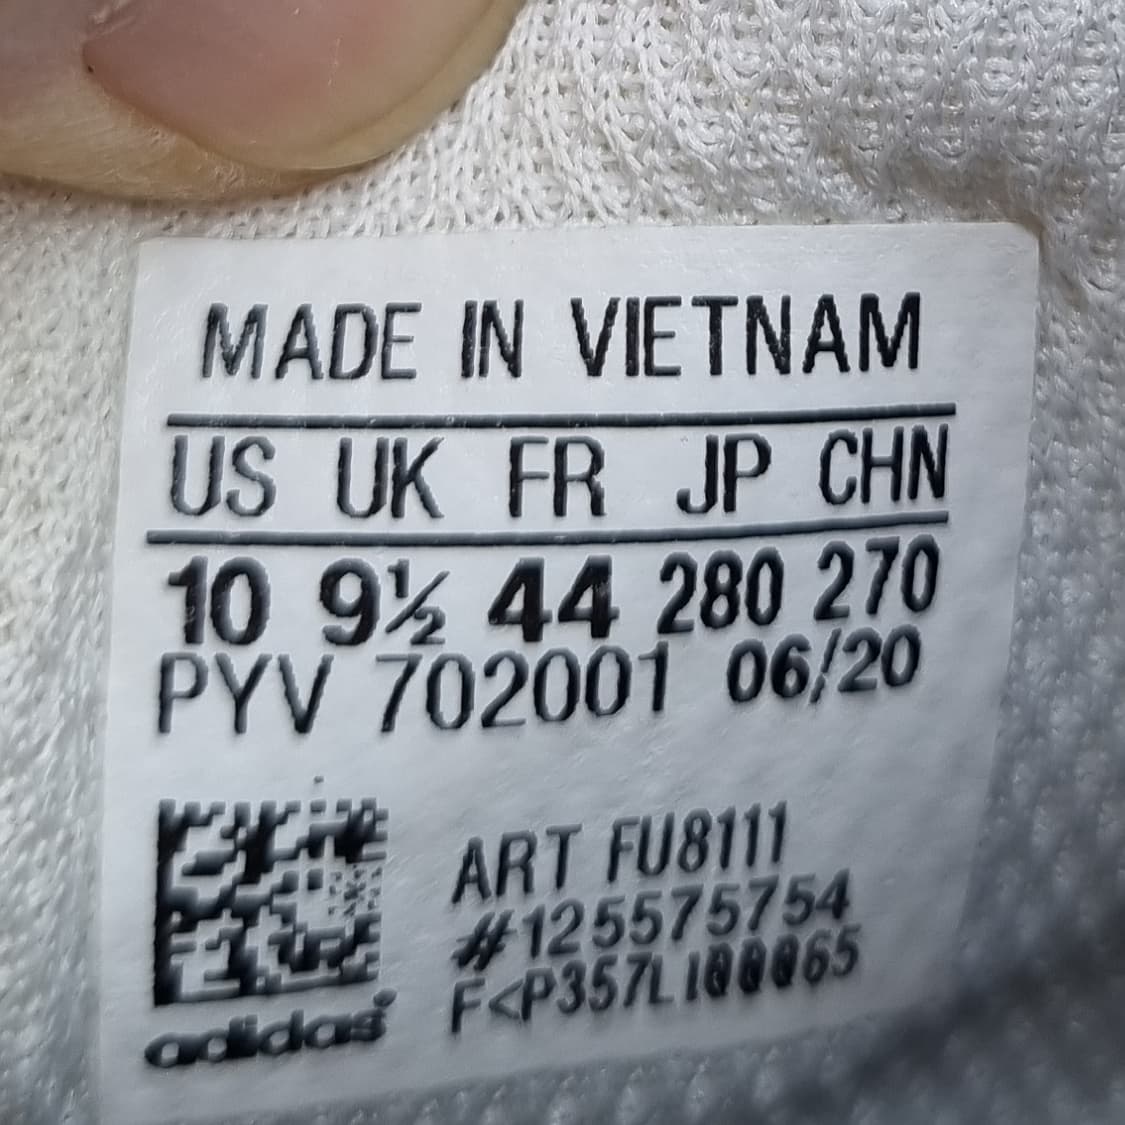 MADE IN VIETNAM
US UK FR JP CHN
10 9½ 44 280 270
PYV 702001 06/20
ART FU8111
#125575754
F<P357LI00065
adidas®